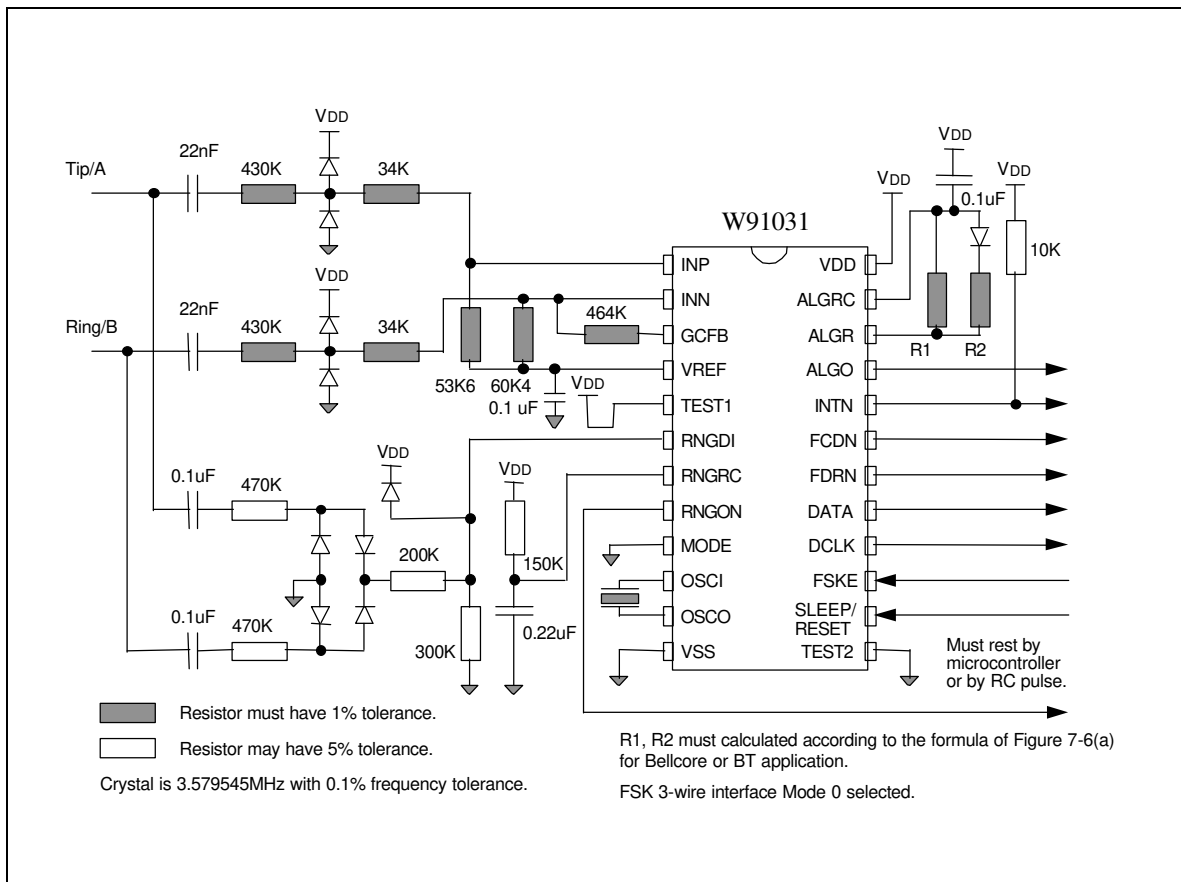 VDD
Tip/A
22nF
430K
34K
VDD
Ring/B
22nF
430K
34K
53K6
60K4
464K
0.1 uF
VDD
0.1uF
470K
0.1uF
470K
VDD
200K
300K
VDD
150K
0.22uF
W91031
INP
INN
GCFB
VREF
TEST1
RNGDI
RNGRC
RNGON
MODE
OSCI
OSCO
VSS
VDD
ALGRC
ALGR
ALGO
INTN
FCDN
FDRN
DATA
DCLK
FSKE
SLEEP/
RESET
TEST2
VDD
VDD
0.1uF
R1
R2
VDD
10K
Must rest by
microcontroller
or by RC pulse.
Resistor must have 1% tolerance.
Resistor may have 5% tolerance.
Crystal is 3.579545MHz with 0.1% frequency tolerance.
R1, R2 must calculated according to the formula of Figure 7-6(a)
for Bellcore or BT application.
FSK 3-wire interface Mode 0 selected.